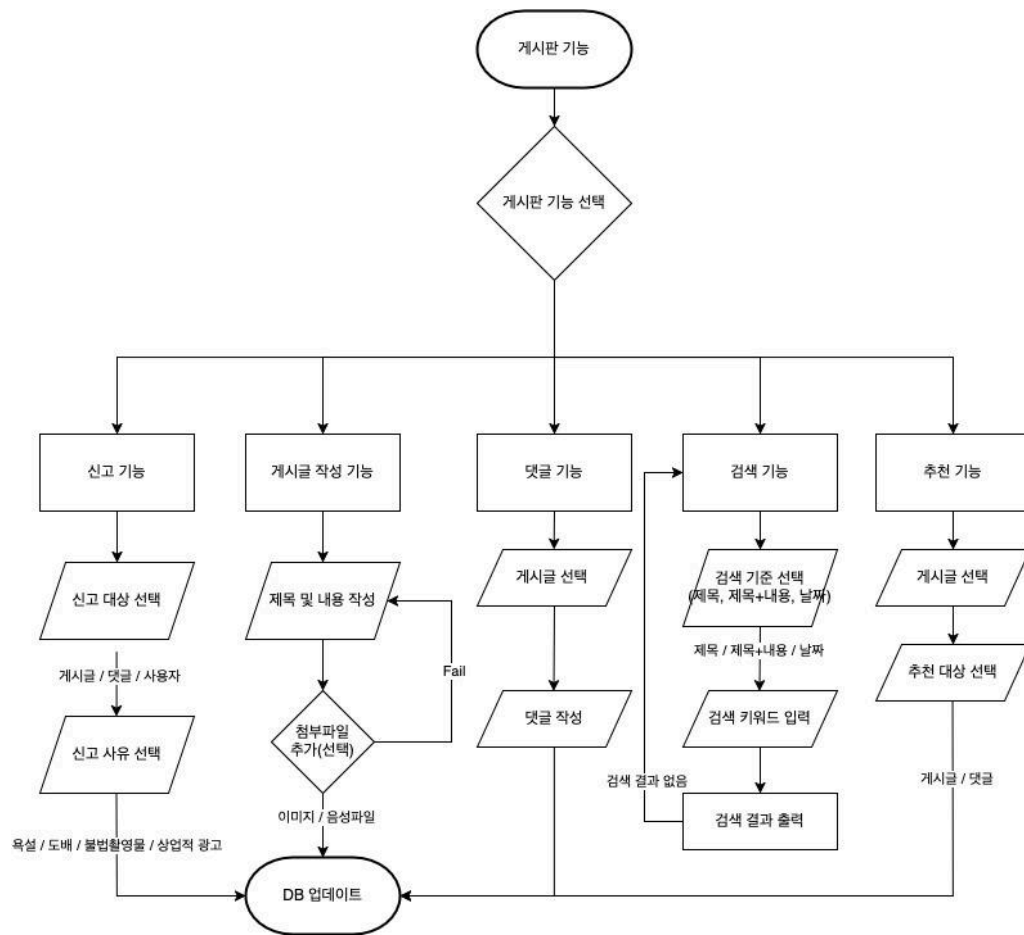 게시판 기능
게시판 기능 선택
신고 기능
게시글 작성 기능
댓글 기능
검색 기능
추천 기능
신고 대상 선택
제목 및 내용 작성
게시글 선택
검색 기준 선택
(제목, 제목+내용, 날짜)
게시글 선택
게시글 / 댓글 / 사용자
Fail
제목 / 제목+내용 / 날짜
추천 대상 선택
신고 사유 선택
첨부파일
추가(선택)
댓글 작성
검색 키워드 입력
검색 결과 없음
게시글 / 댓글
욕설 / 도배 / 불법촬영물 / 상업적 광고
이미지 / 음성파일
검색 결과 출력
DB 업데이트